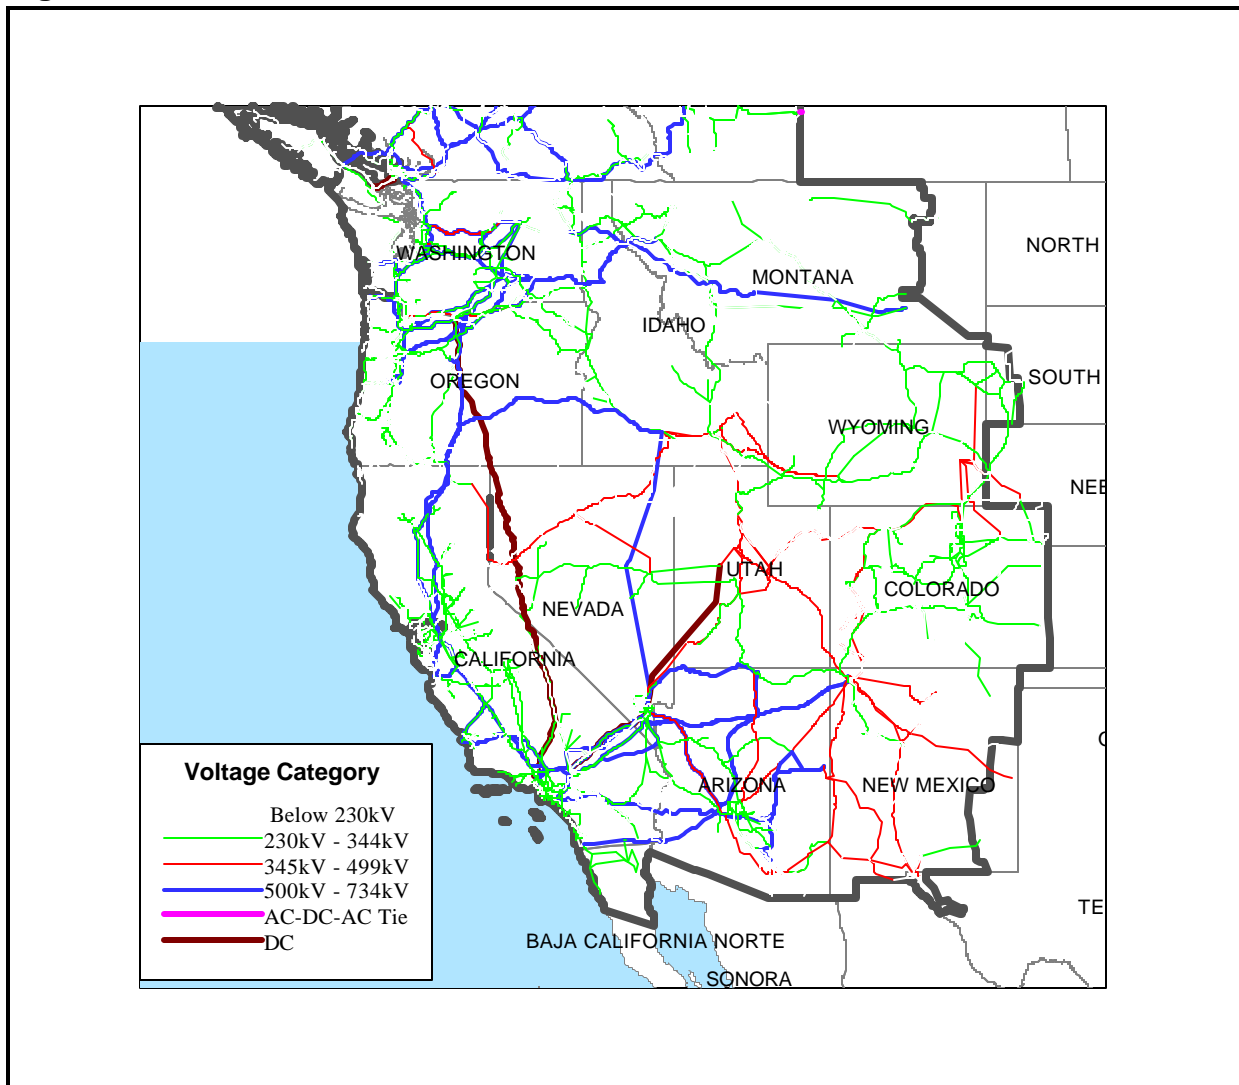 NORTH
WASHINGTON
MONTANA
IDAHO
SOUTH
OREGON
WYOMING
NEB
UTAH
COLORADO
NEVADA
CALIFORNIA
Voltage Category
ARIZONA
NEW MEXICO
Below 230kV
230kV - 344kV
345kV - 499kV
500kV - 734kV
AC-DC-AC Tie
DC
TE
BAJA CALIFORNIA NORTE
SONORA